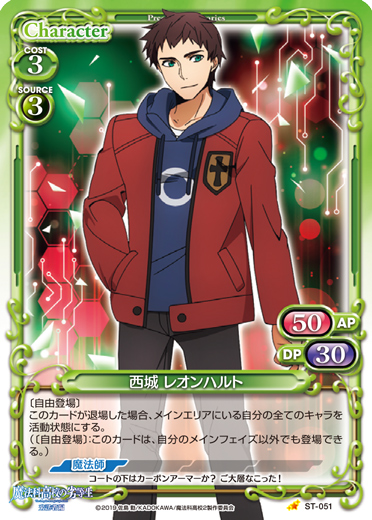 Character
COST
3
SOURCE
3
50 AP
DP 30
西城 レオンハルト
〔自由登場〕
このカードが退場した場合、メインエリアにいる自分の全てのキャラを
活動状態にする。
(〔自由登場〕:このカードは、自分のメインフェイズ以外でも登場でき
る。)
魔法師
コートの下はカーボンアーマーか? ご大層なこった!
魔法科高校の劣等生
ST-051
©2019 佐島 勤/KADOKAWA/魔法科高校2製作委員会